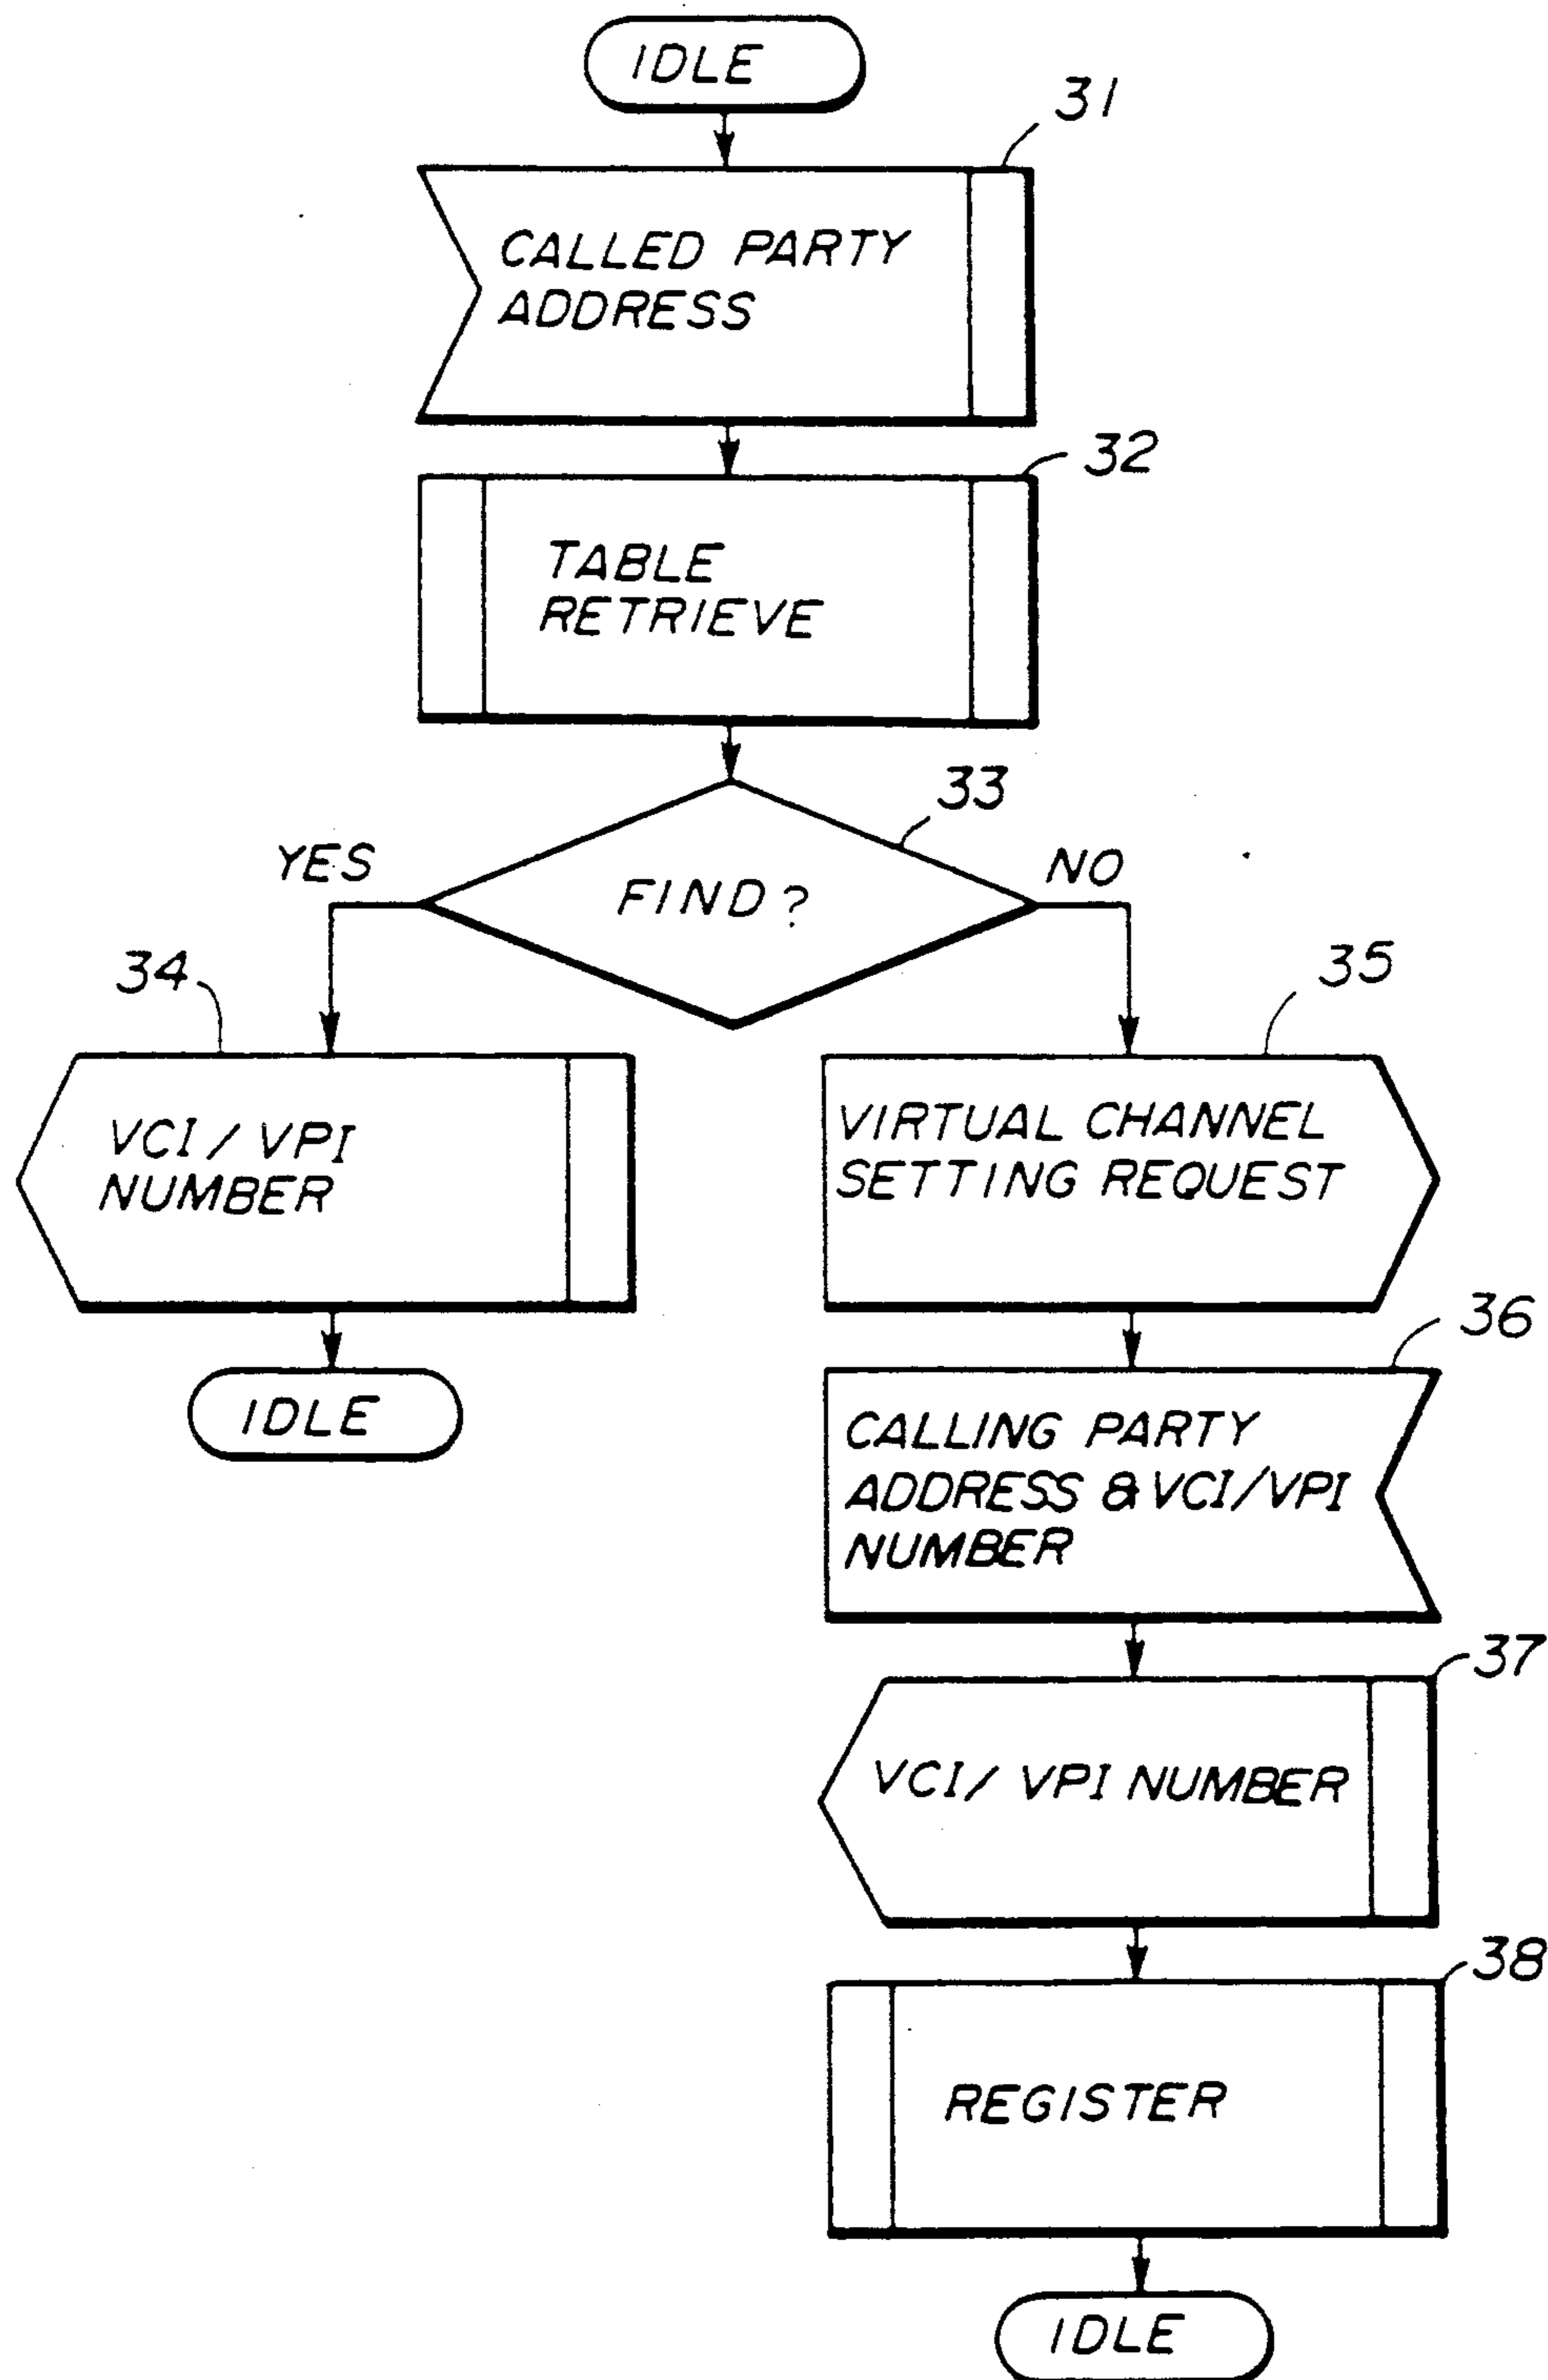 IDLE
31
CALLED PARTY
ADDRESS
32
TABLE
RETRIEVE
33
YES
FIND?
NO
34
35
VCI/VPI
NUMBER
VIRTUAL CHANNEL
SETTING REQUEST
36
IDLE
CALLING PARTY
ADDRESS & VCI/VPI
NUMBER
37
VCI/VPI NUMBER
38
REGISTER
IDLE